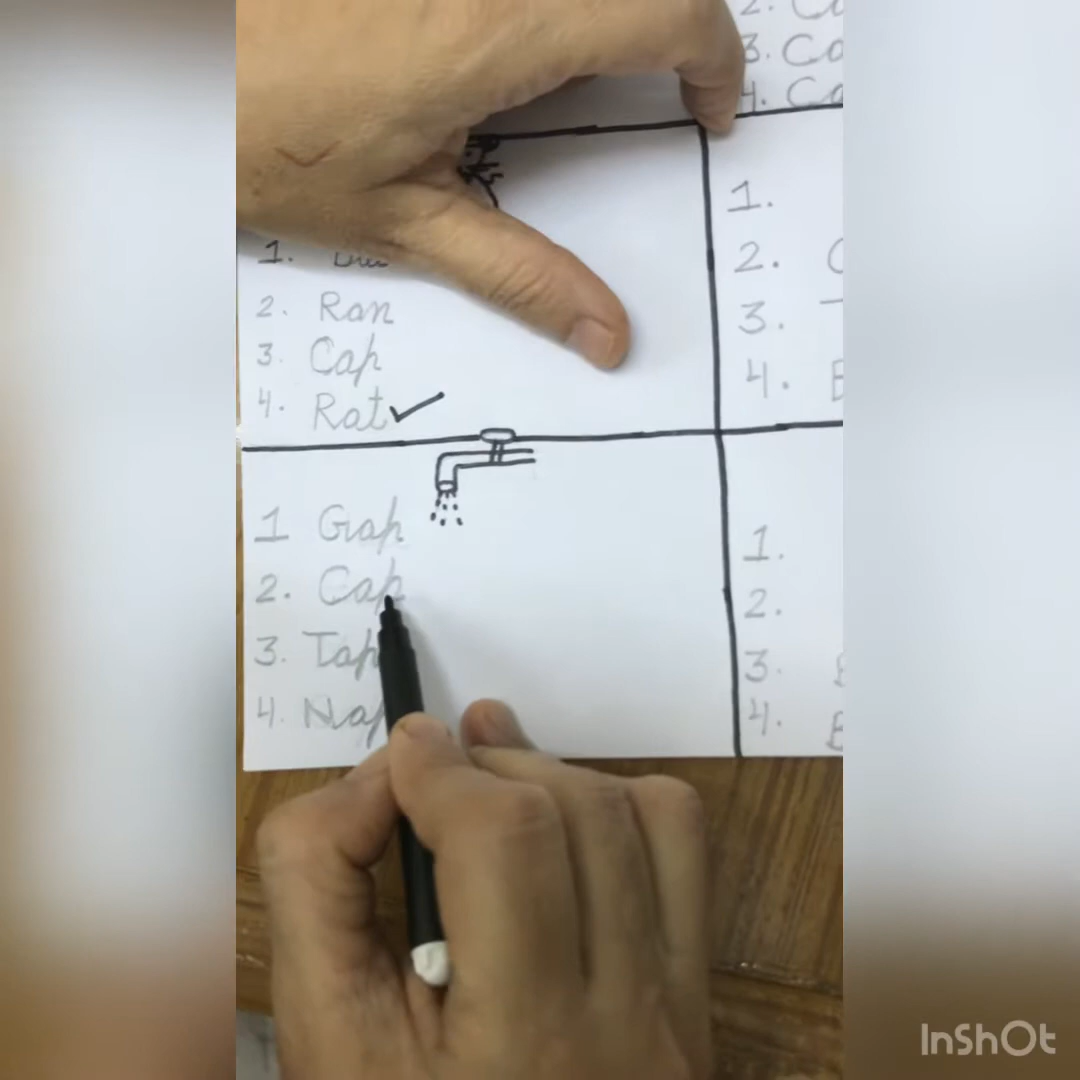 2. Ca
3. Ca
4. Ca
1.
2. Ran
3. Cap
4. Rat ✓
1.
2. C
3. T
4. B
1 Gap
2. Cap
3. Tap
4. Nap
1.
2.
3. B
4. B
InShOt